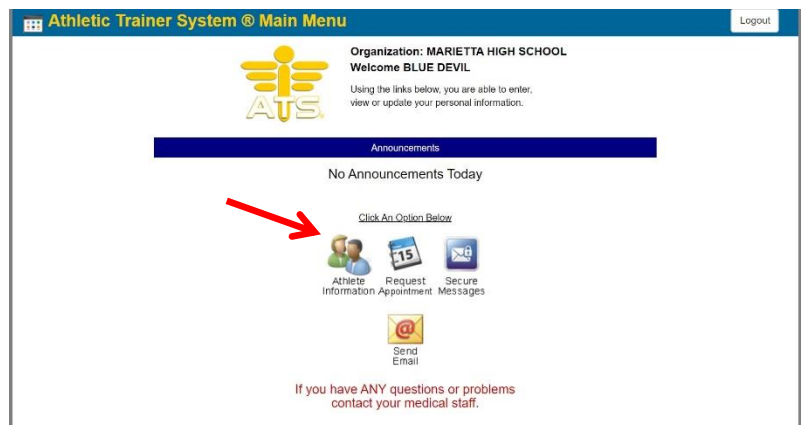 Athletic Trainer System ® Main Menu
Logout
Organization: MARIETTA HIGH SCHOOL
Welcome BLUE DEVIL
Using the links below, you are able to enter,
view or update your personal information.
ATS
Announcements
No Announcements Today
Click An Option Below
15
Athlete Information
Request Appointment
Secure Messages
@
Send
Email
If you have ANY questions or problems
contact your medical staff.